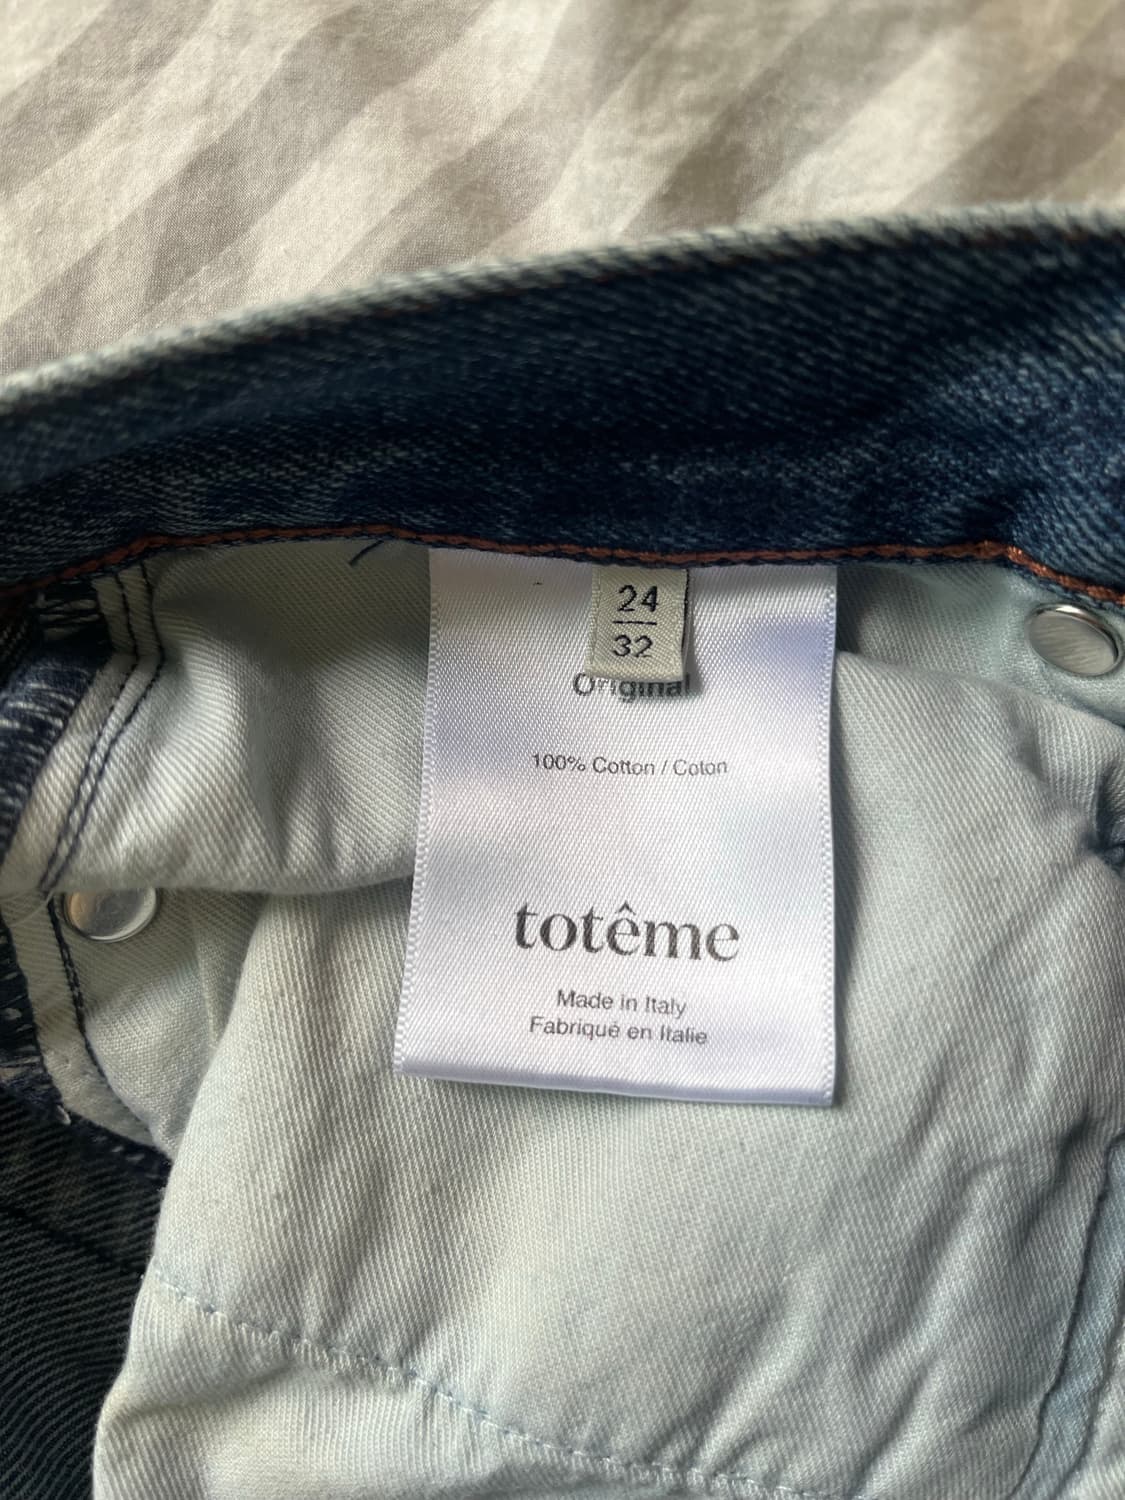 24
32
Original
100% Cotton / Coton
totême
Made in Italy
Fabriqué en Italie